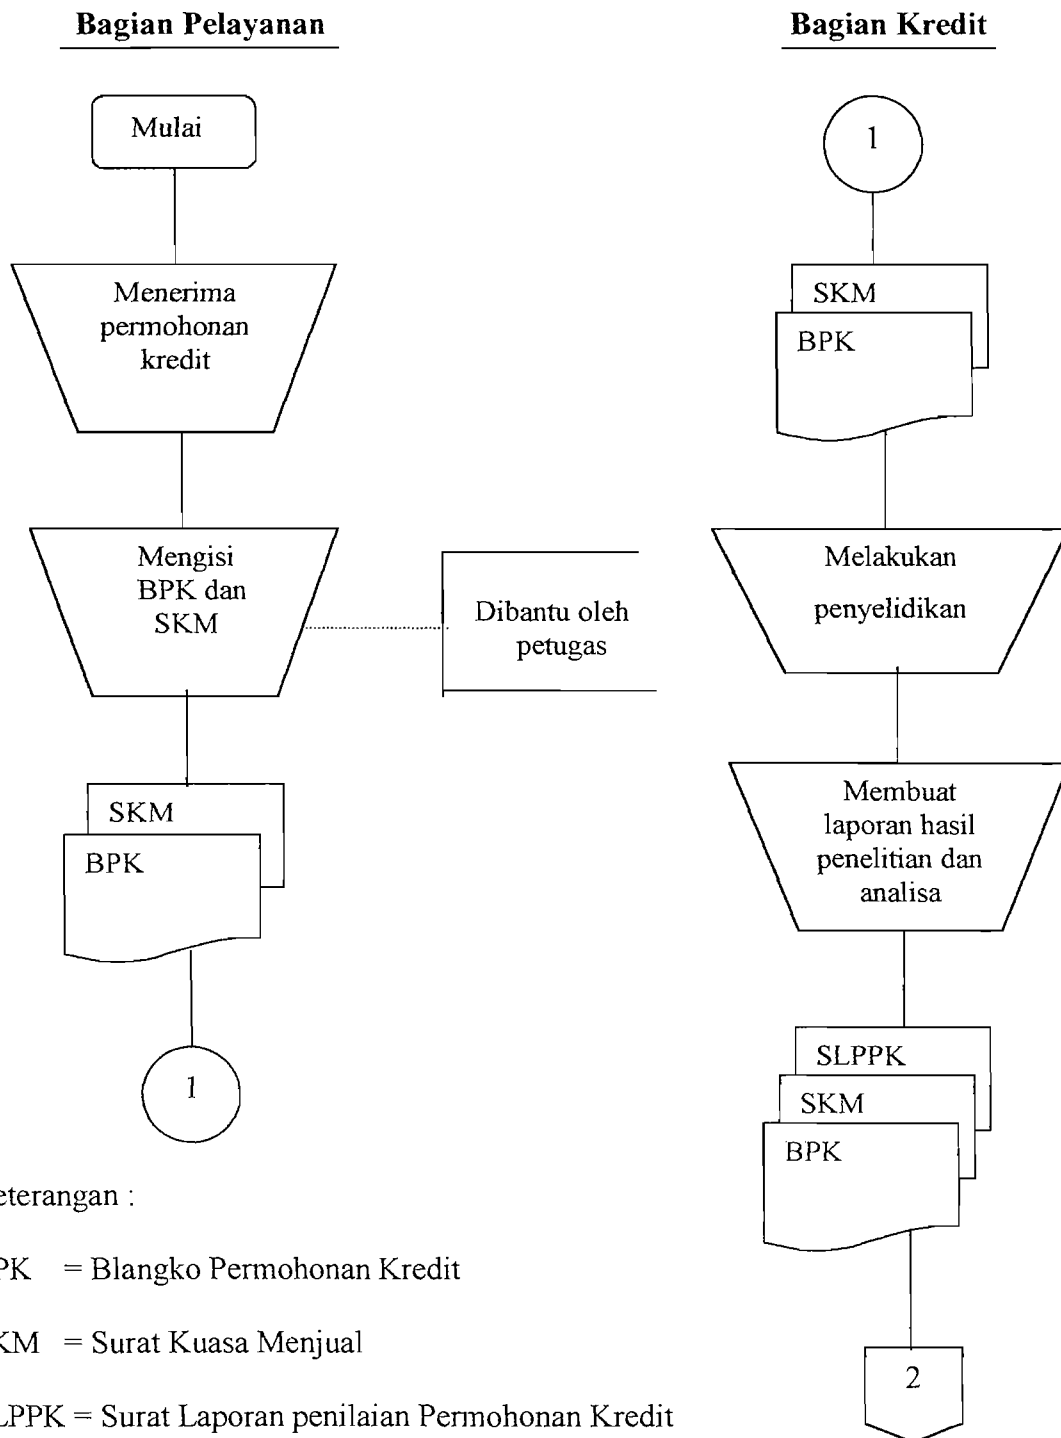 Bagian Pelayanan
Mulai
Menerima
permohonan
kredit
Mengisi
BPK dan
SKM
Dibantu oleh
petugas
SKM
BPK
1
eterangan :
PK = Blangko Permohonan Kredit
KM = Surat Kuasa Menjual
LPPK = Surat Laporan penilaian Permohonan Kredit
Bagian Kredit
1
SKM
BPK
Melakukan
penyelidikan
Membuat
laporan hasil
penelitian dan
analisa
SLPPK
SKM
BPK
2